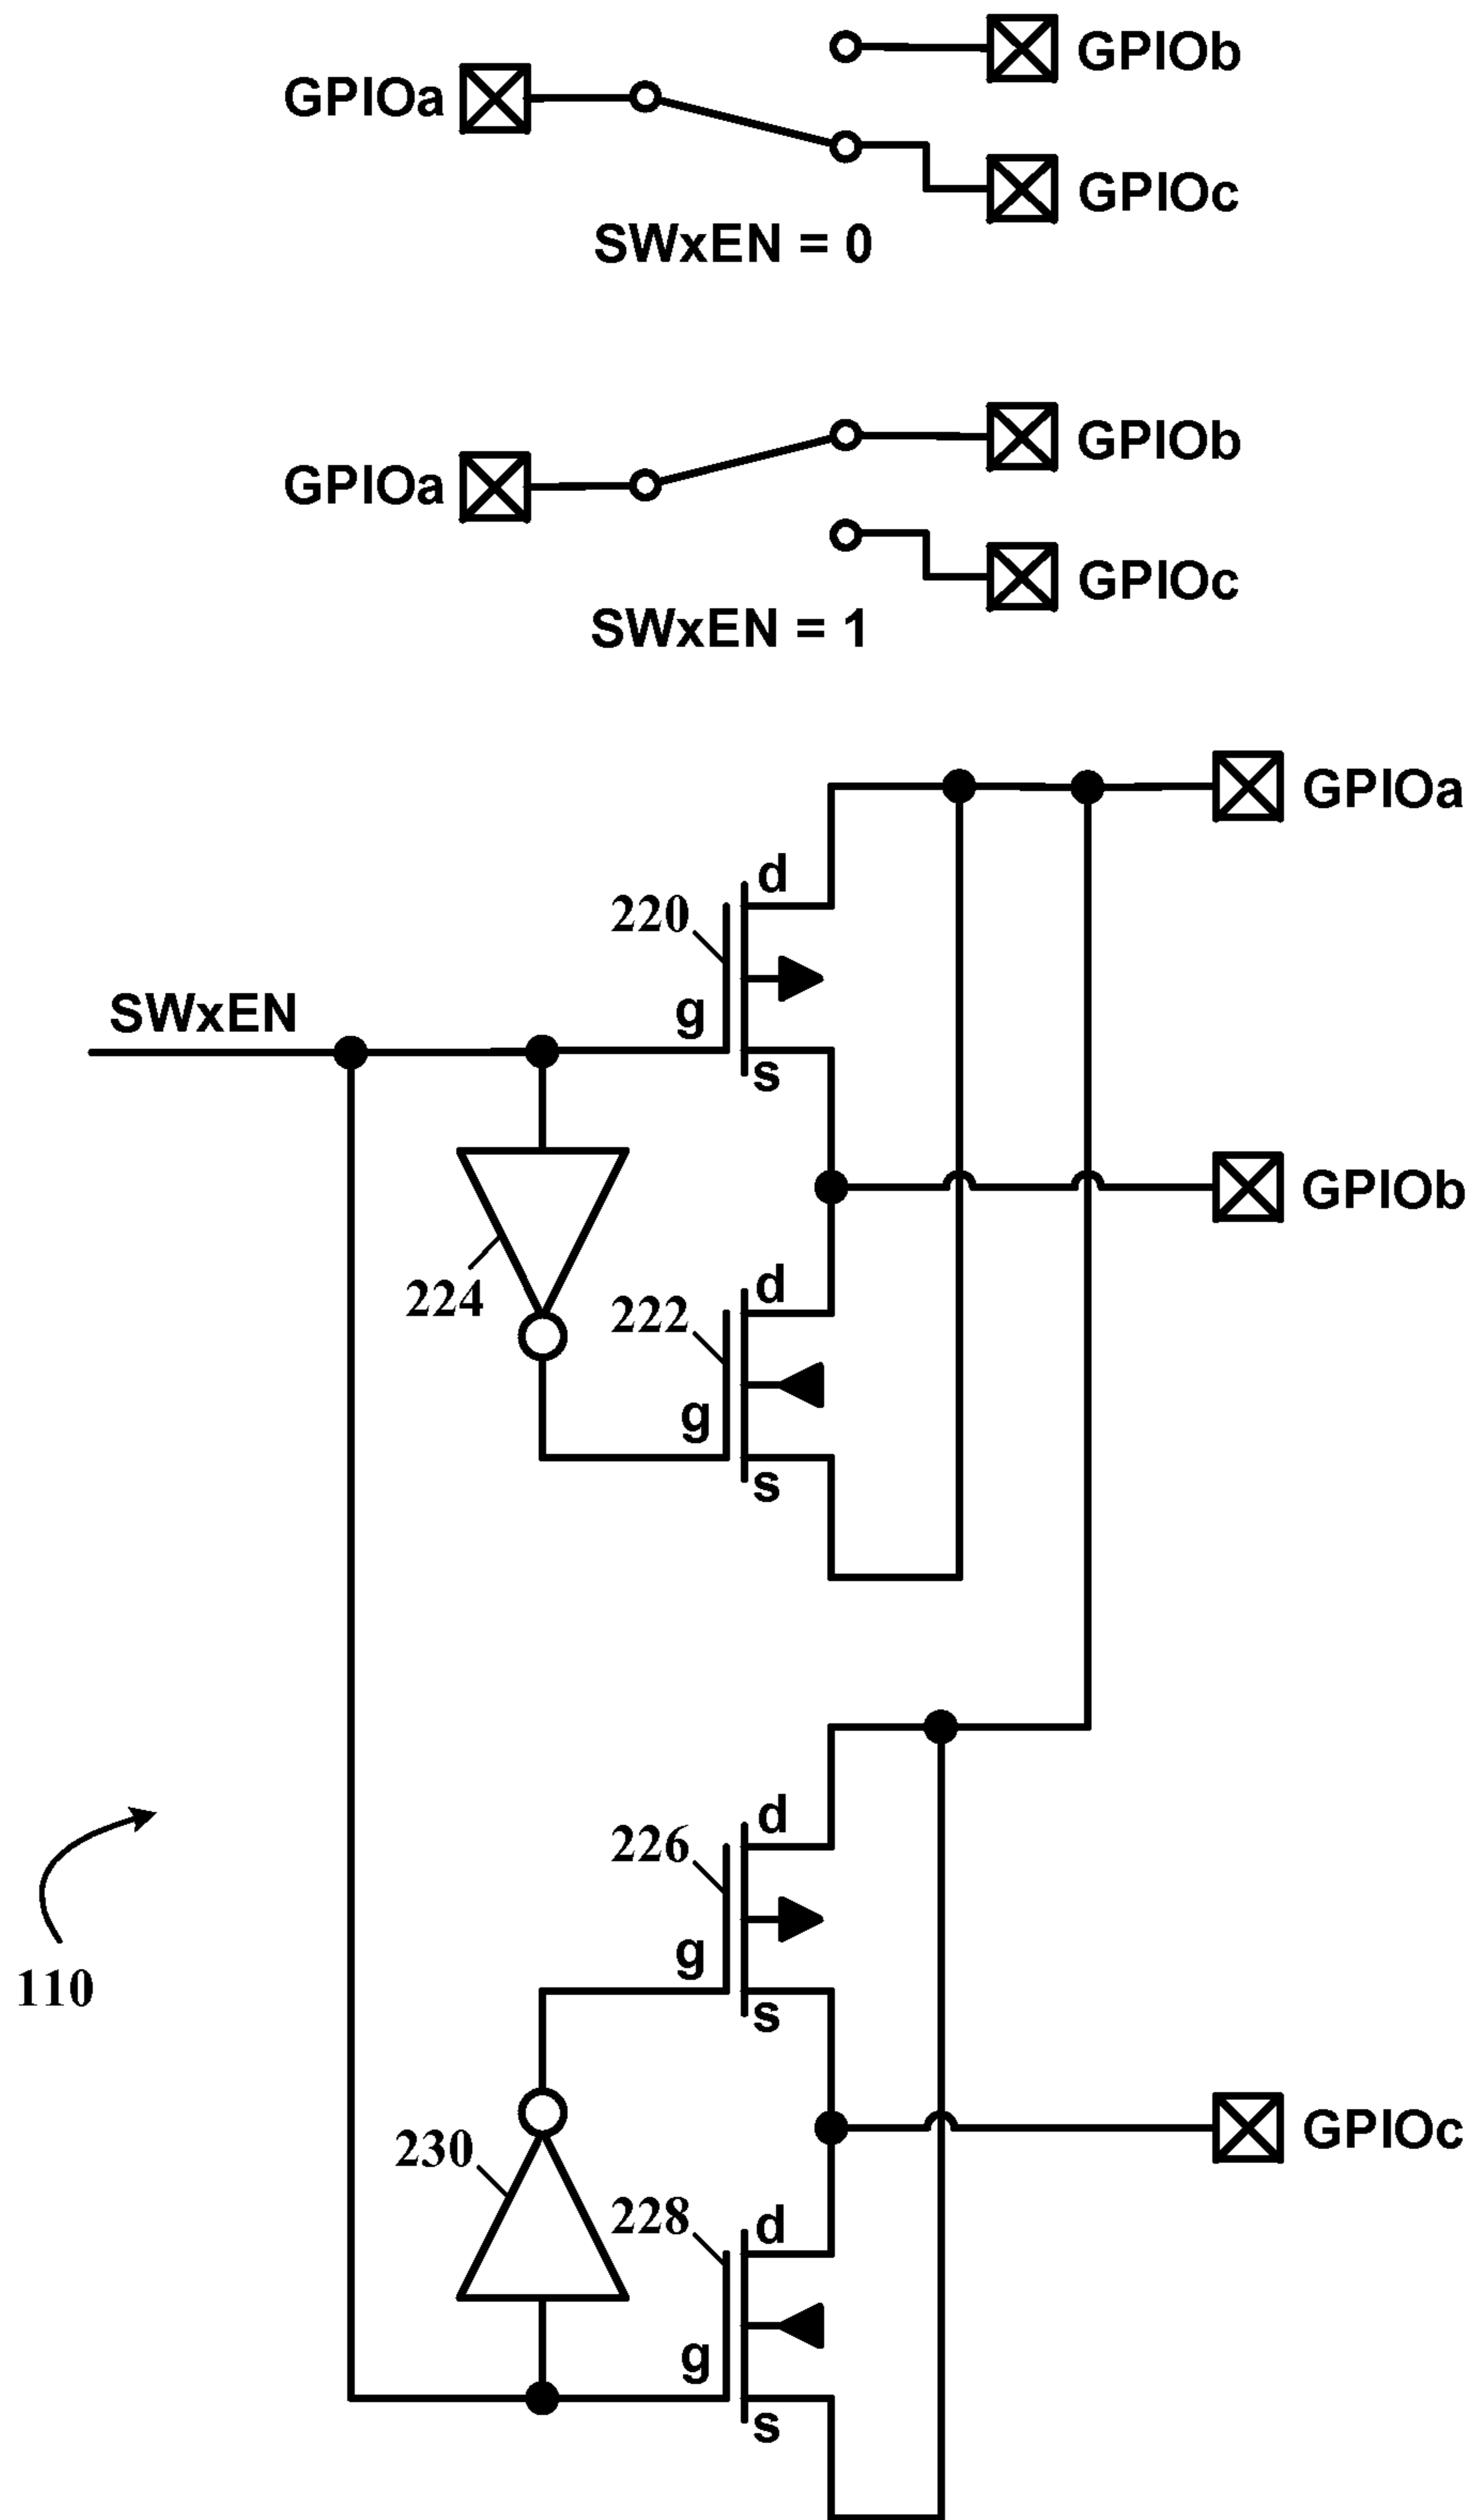 GPIOb
GPIOa
GPIOc
SWxEN = 0
GPIOb
GPIOa
GPIOc
SWxEN = 1
GPIOa
d
220
SWxEN
g
s
GPIOb
d
224
222
g
s
d
226
g
110
s
GPIOc
230
228
d
g
s